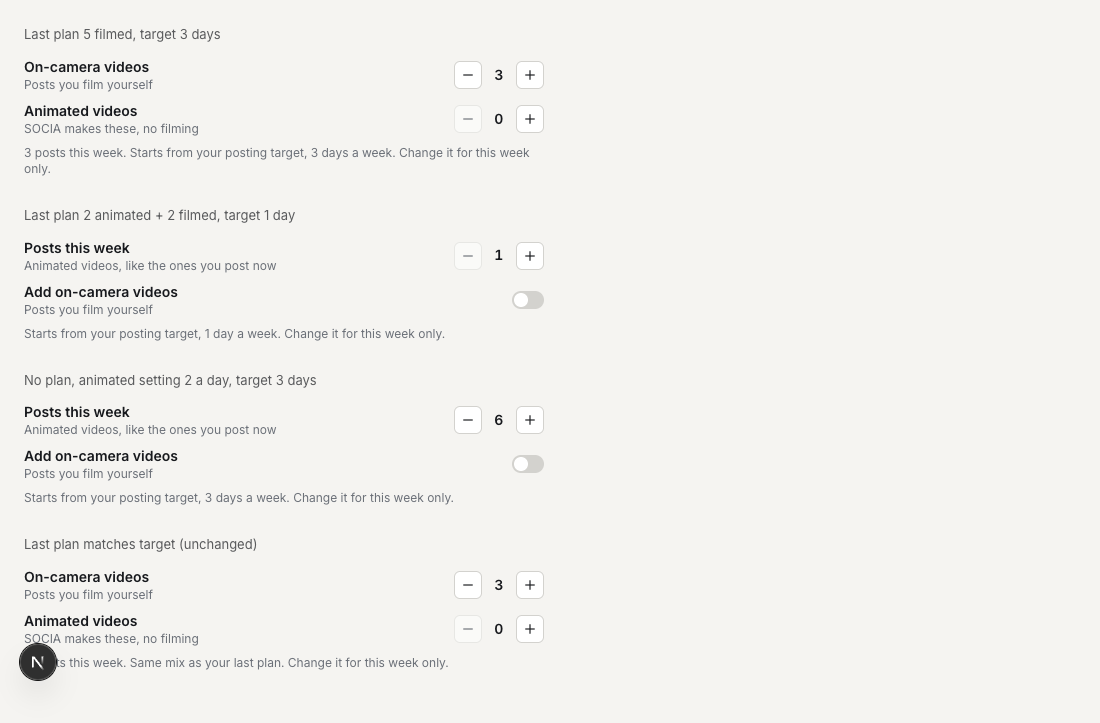 Last plan 5 filmed, target 3 days
On-camera videos
Posts you film yourself
− 3 +
Animated videos
SOCIA makes these, no filming
− 0 +
3 posts this week. Starts from your posting target, 3 days a week. Change it for this week
only.
Last plan 2 animated + 2 filmed, target 1 day
Posts this week
Animated videos, like the ones you post now
− 1 +
Add on-camera videos
Posts you film yourself
Starts from your posting target, 1 day a week. Change it for this week only.
No plan, animated setting 2 a day, target 3 days
Posts this week
Animated videos, like the ones you post now
− 6 +
Add on-camera videos
Posts you film yourself
Starts from your posting target, 3 days a week. Change it for this week only.
Last plan matches target (unchanged)
On-camera videos
Posts you film yourself
− 3 +
Animated videos
SOCIA makes these, no filming
− 0 +
N
this week. Same mix as your last plan. Change it for this week only.